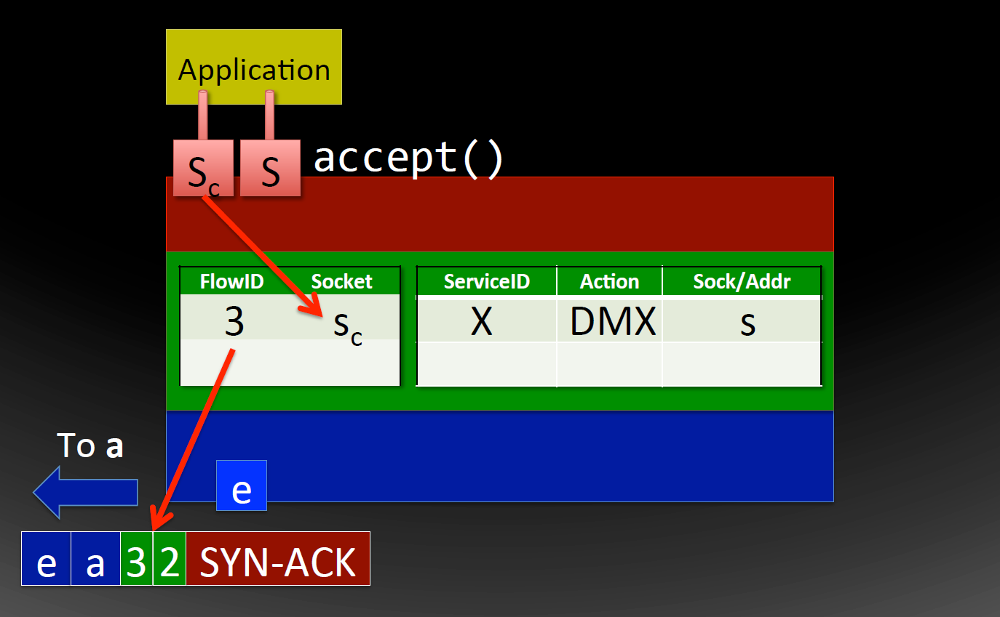 Application
Sc S accept()
FlowID Socket ServiceID Action Sock/Addr
3 sc X DMX s
To a
e
e a 3 2 SYN-ACK